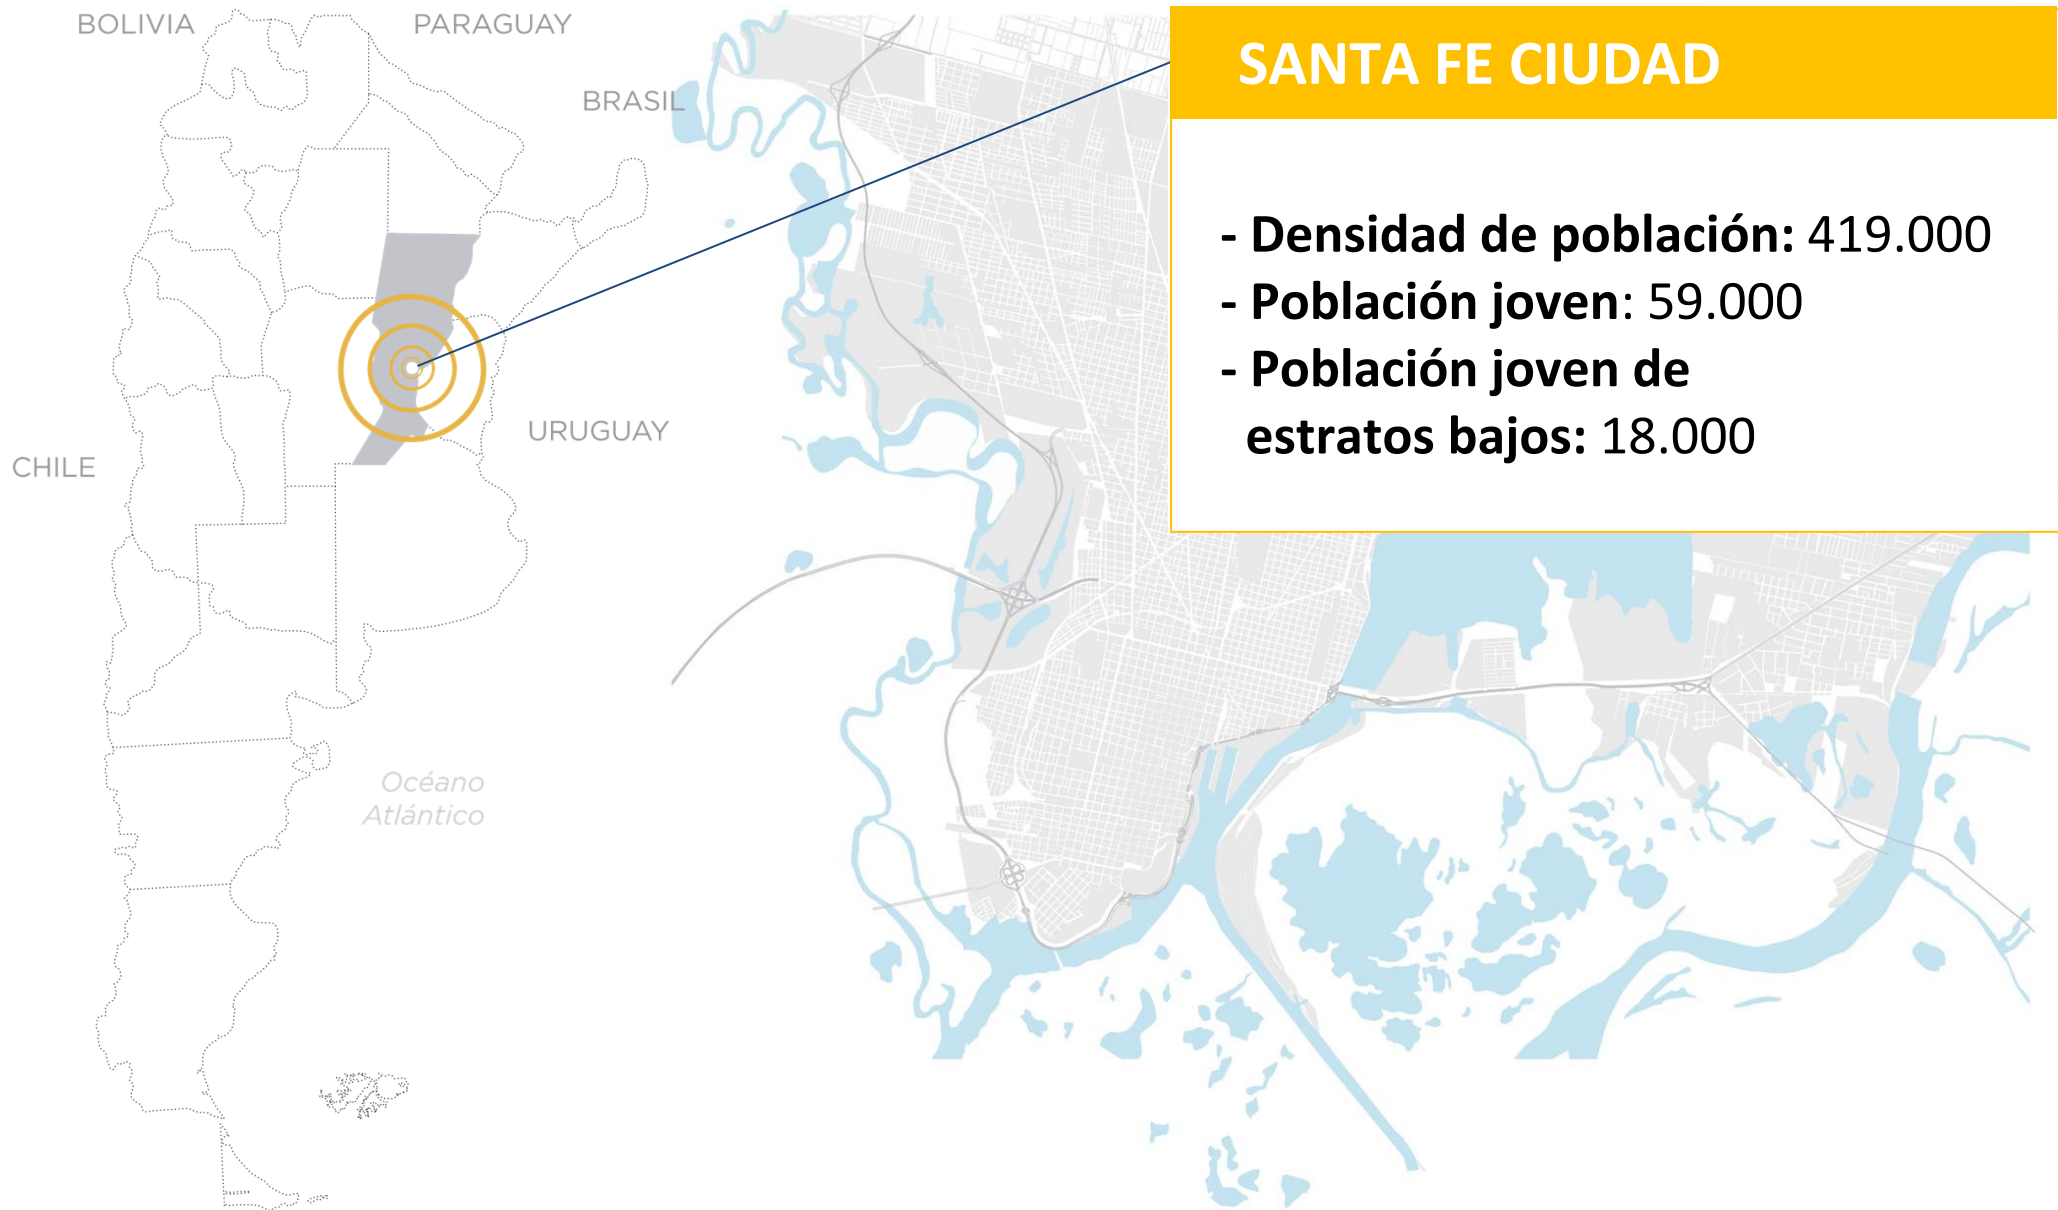 BOLIVIA
PARAGUAY
BRASIL
URUGUAY
CHILE
Océano
Atlántico
SANTA FE CIUDAD
- Densidad de población: 419.000
- Población joven: 59.000
- Población joven de
estratos bajos: 18.000